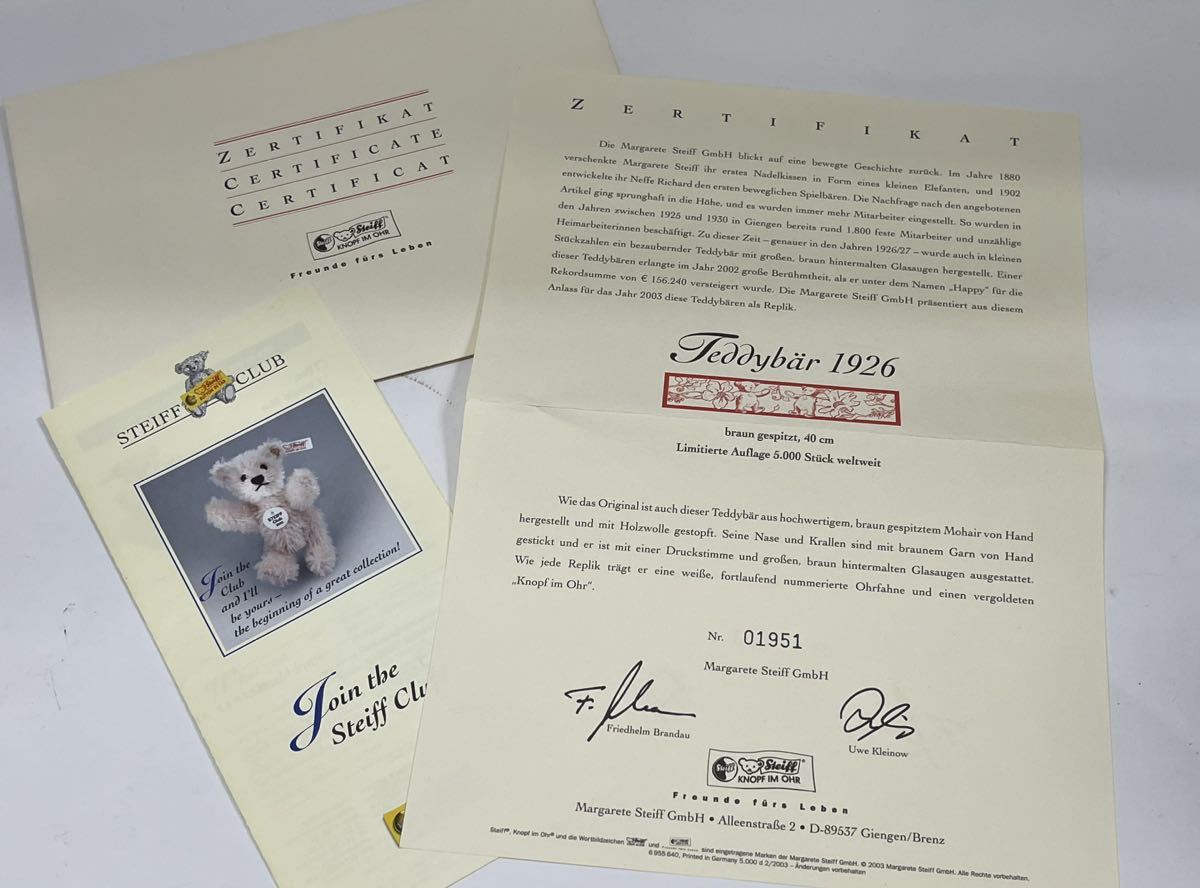 ZERTIFIKAT
CERTIFICATE
CERTIFICAT
Steiff
Steiff
KNOPF IM OHR
Freunde fürs Leben
STEIFF CLUB
Steiff
Join the
Club
and I'll
be yours –
the beginning of a great collection!
STEIFF
Club
Join the
Steiff Clu
ZERTIFIKAT
Die Margarete Steiff GmbH blickt auf eine bewegte Geschichte zurück. Im Jahre 1880
verschenkte Margarete Steiff ihr erstes Nadelkissen in Form eines kleinen Elefanten, und 1902
entwickelte ihr Neffe Richard den ersten beweglichen Spielbären. Die Nachfrage nach den angebotenen
Artikel ging sprunghaft in die Höhe, und es wurden immer mehr Mitarbeiter eingestellt. So wurden in
den Jahren zwischen 1925 und 1930 in Giengen bereits rund 1.800 feste Mitarbeiter und unzählige
Heimarbeiterinnen beschäftigt. Zu dieser Zeit – genauer in den Jahren 1926/27 – wurde auch in kleinen
Stückzahlen ein bezaubernder Teddybär mit großen, braun hintermalten Glasaugen hergestellt. Einer
dieser Teddybären erlangte im Jahr 2002 große Berühmtheit, als er unter dem Namen „Happy“ für die
Rekordsumme von € 156.240 versteigert wurde. Die Margarete Steiff GmbH präsentiert aus diesem
Anlass für das Jahr 2003 diese Teddybären als Replik.
Teddybär 1926
braun gespitzt, 40 cm
Limitierte Auflage 5.000 Stück weltweit
Wie das Original ist auch dieser Teddybär aus hochwertigem, braun gespitztem Mohair von Hand
hergestellt und mit Holzwolle gestopft. Seine Nase und Krallen sind mit braunem Garn von Hand
gestickt und er ist mit einer Druckstimme und großen, braun hintermalten Glasaugen ausgestattet.
Wie jede Replik trägt er eine weiße, fortlaufend nummerierte Ohrfahne und einen vergoldeten
„Knopf im Ohr“.
Nr. 01951
Margarete Steiff GmbH
Friedhelm Brandau
Uwe Kleinow
Steiff
Steiff
KNOPF IM OHR
Freunde fürs Leben
Margarete Steiff GmbH • Alleenstraße 2 • D-89537 Giengen/Brenz
Steiff®, Knopf im Ohr® und die Wortbildzeichen und sind eingetragene Marken der Margarete Steiff GmbH. © 2003 Margarete Steiff GmbH. Alle Rechte vorbehalten.
6 955 640, Printed in Germany 5.000 d 2/2003 – Änderungen vorbehalten